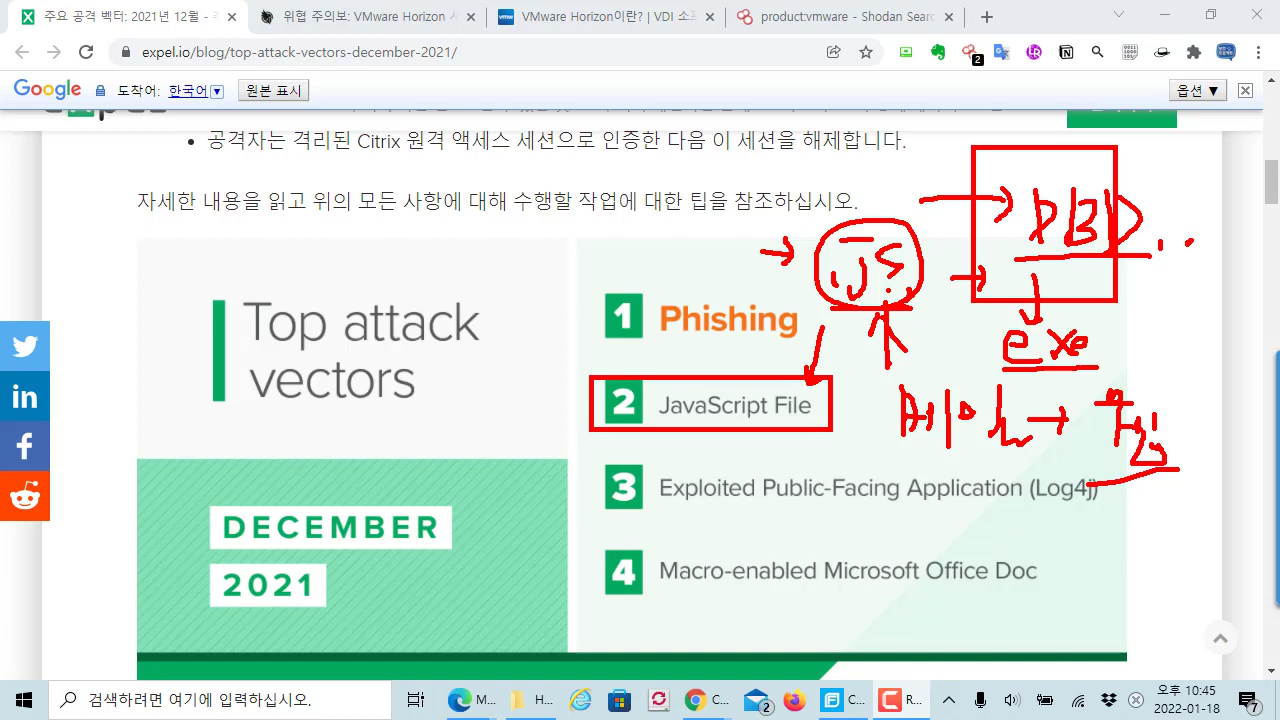 주요 공격 벡터: 2021년 12월 -
위협 주의보: VMware Horizon 서
VMware Horizon이란? | VDI 소프
product:vmware - Shodan Sear
expel.io/blog/top-attack-vectors-december-2021/
2
Google
도착어: 한국어
원본 표시
옵션 ▼
• 공격자는 격리된 Citrix 원격 액세스 세션으로 인증한 다음 이 세션을 해제합니다.
자세한 내용을 읽고 위의 모든 사항에 대해 수행할 작업에 대한 팁을 참조하십시오.
DBD..
JS
exe
Top attack
vectors
1 Phishing
2 JavaScript File
3 Exploited Public-Facing Application (Log4j)
4 Macro-enabled Microsoft Office Doc
DECEMBER
2021
검색하려면 여기에 입력하십시오.
M...
H...
C...
2
C...
R...
오후 10:45
2022-01-18
7